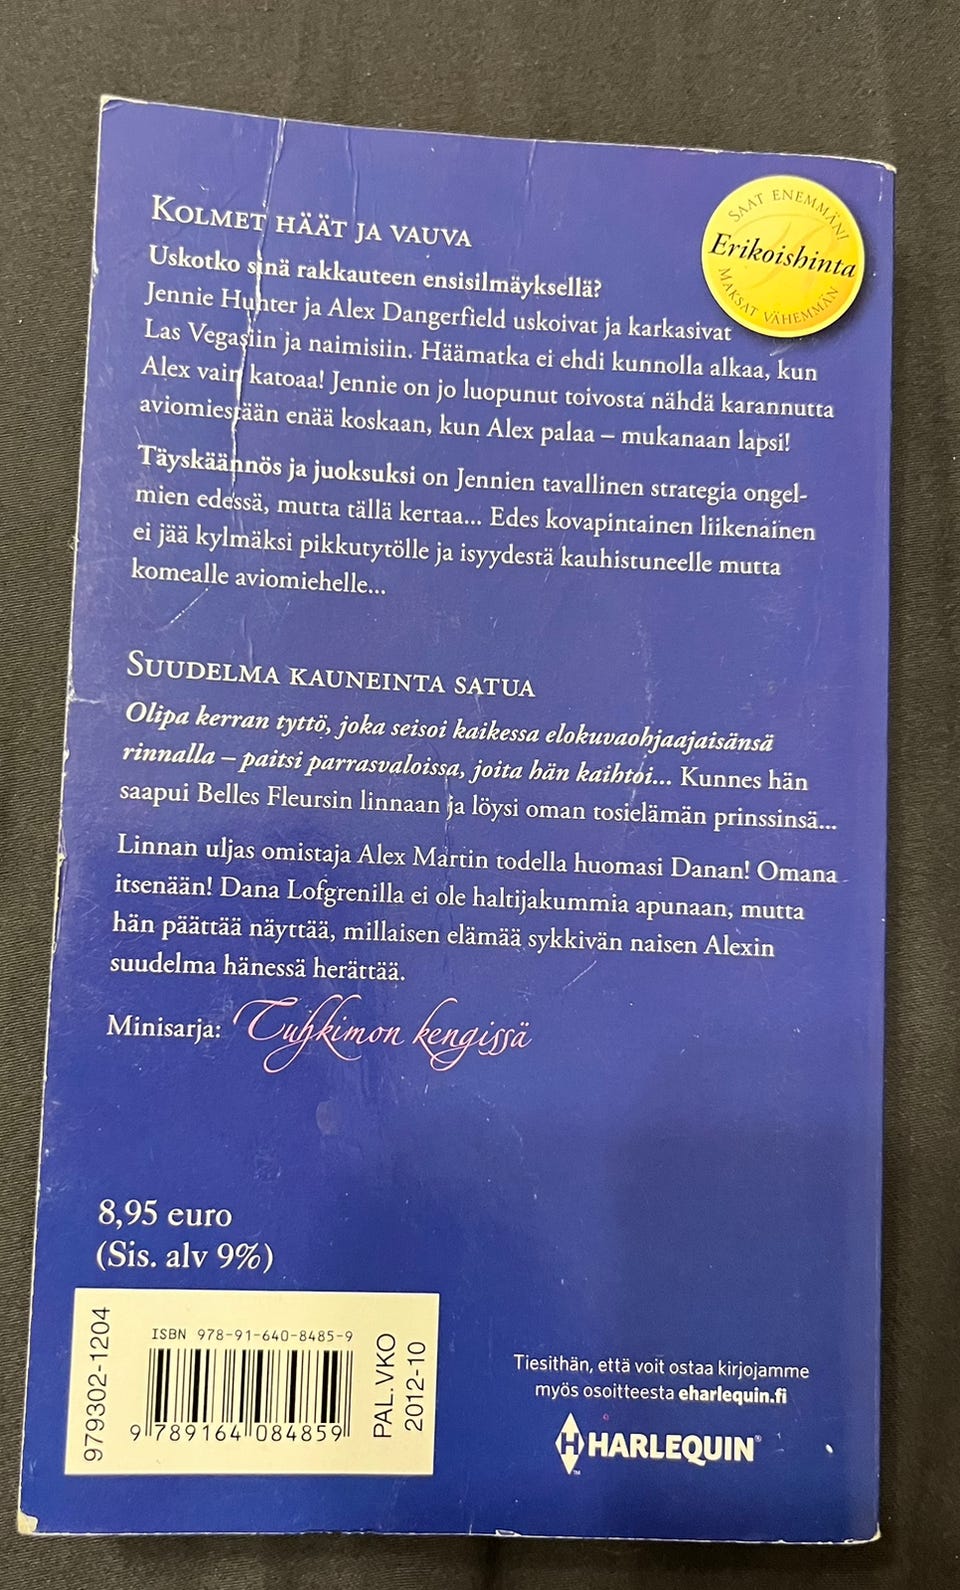 KOLMET HÄÄT JA VAUVA
Uskotko sinä rakkauteen ensisilmäyksellä?
Jennie Hunter ja Alex Dangerfield uskoivat ja karkasivat
Las Vegasiin ja naimisiin. Häämatka ei ehdi kunnolla alkaa, kun
Alex vain katoaa! Jennie on jo luopunut toivosta nähdä karannutta
aviomiestään enää koskaan, kun Alex palaa – mukanaan lapsi!
Täyskäännös ja juoksuksi on Jennien tavallinen strategia ongel-
mien edessä, mutta tällä kertaa... Edes kovapintainen liikenainen
ei jää kylmäksi pikkutytölle ja isyydestä kauhistuneelle mutta
komealle aviomiehelle...
SAAT ENEMMÄN!
Erikoishinta
MAKSAT VÄHEMMÄN
SUUDELMA KAUNEINTA SATUA
Olipa kerran tyttö, joka seisoi kaikessa elokuvaohjaajaisänsä
rinnalla – paitsi parrasvaloissa, joita hän kaihtoi... Kunnes hän
saapui Belles Fleursin linnaan ja löysi oman tosielämän prinssinsä...
Linnan uljas omistaja Alex Martin todella huomasi Danan! Omana
itsenään! Dana Lofgrenilla ei ole haltijakummia apunaan, mutta
hän päättää näyttää, millaisen elämää sykkivän naisen Alexin
suudelma hänessä herättää.
Minisarja: Tuhkimon kengissä
8,95 euro
(Sis. alv 9%)
979302-1204
ISBN 978-91-640-8485-9
9 789164 084859
PAL.VKO
2012-10
Tiesithän, että voit ostaa kirjojamme
myös osoitteesta eharlequin.fi
H HARLEQUIN®
™